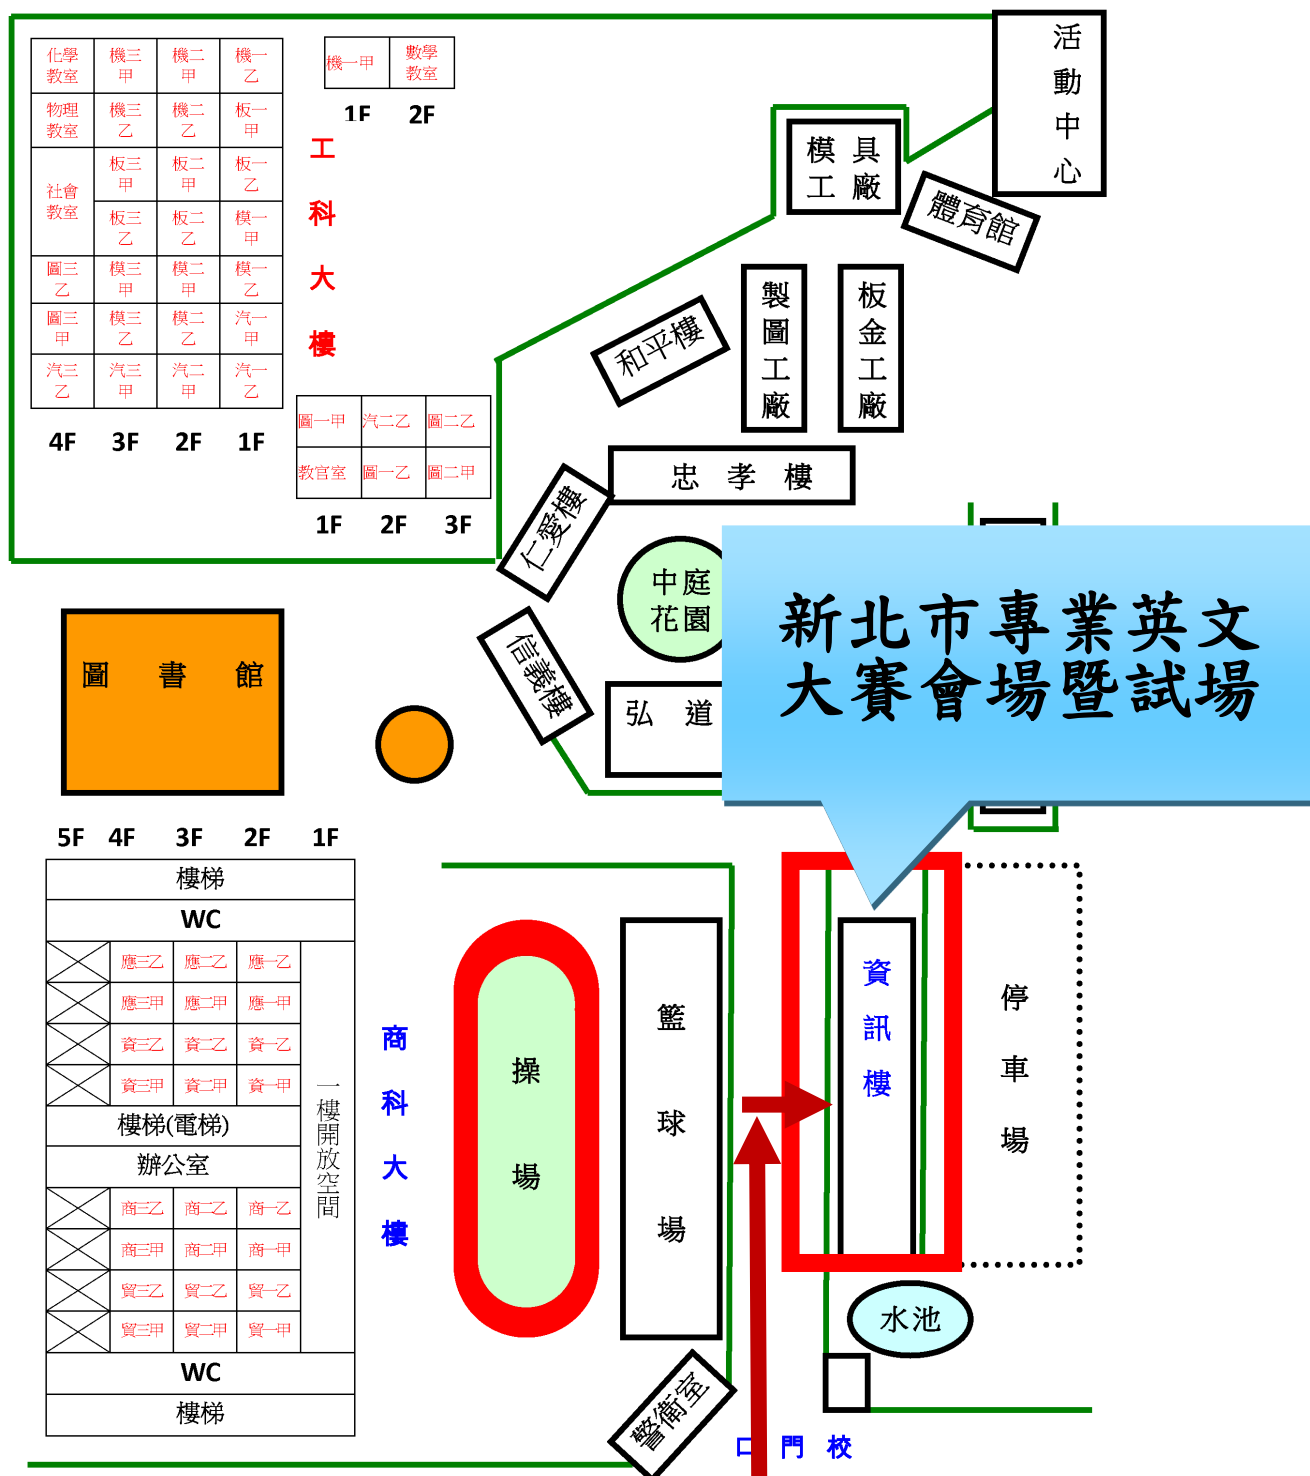 化學教室 機三甲 機二甲 機一乙
物理教室 機三乙 機二乙 板一甲
社會教室 板三甲 板二甲 板一乙
板三乙 板二乙 模一甲
圖三乙 模三甲 模二甲 模一乙
圖三甲 模三乙 模二乙 汽一甲
汽三乙 汽三甲 汽二甲 汽一乙
4F 3F 2F 1F
機一甲 數學教室
1F 2F
工科大樓
圖一甲 汽二乙 圖二乙
教官室 圖一乙 圖二甲
1F 2F 3F
活動中心
模具工廠
體育館
製圖工廠
板金工廠
和平樓
忠孝樓
仁愛樓
中庭
花園
信義樓
弘道
新北市專業英文
大賽會場暨試場
圖書館
5F 4F 3F 2F 1F
樓梯
WC
應三乙 應二乙 應一乙
應三甲 應二甲 應一甲
資三乙 資二乙 資一乙
資三甲 資二甲 資一甲
樓梯(電梯)
辦公室
商三乙 商二乙 商一乙
商三甲 商二甲 商一甲
貿三乙 貿二乙 貿一乙
貿三甲 貿二甲 貿一甲
一樓開放空間
WC
樓梯
商科大樓
操場
籃球場
資訊樓
停車場
水池
警衛室
口門校